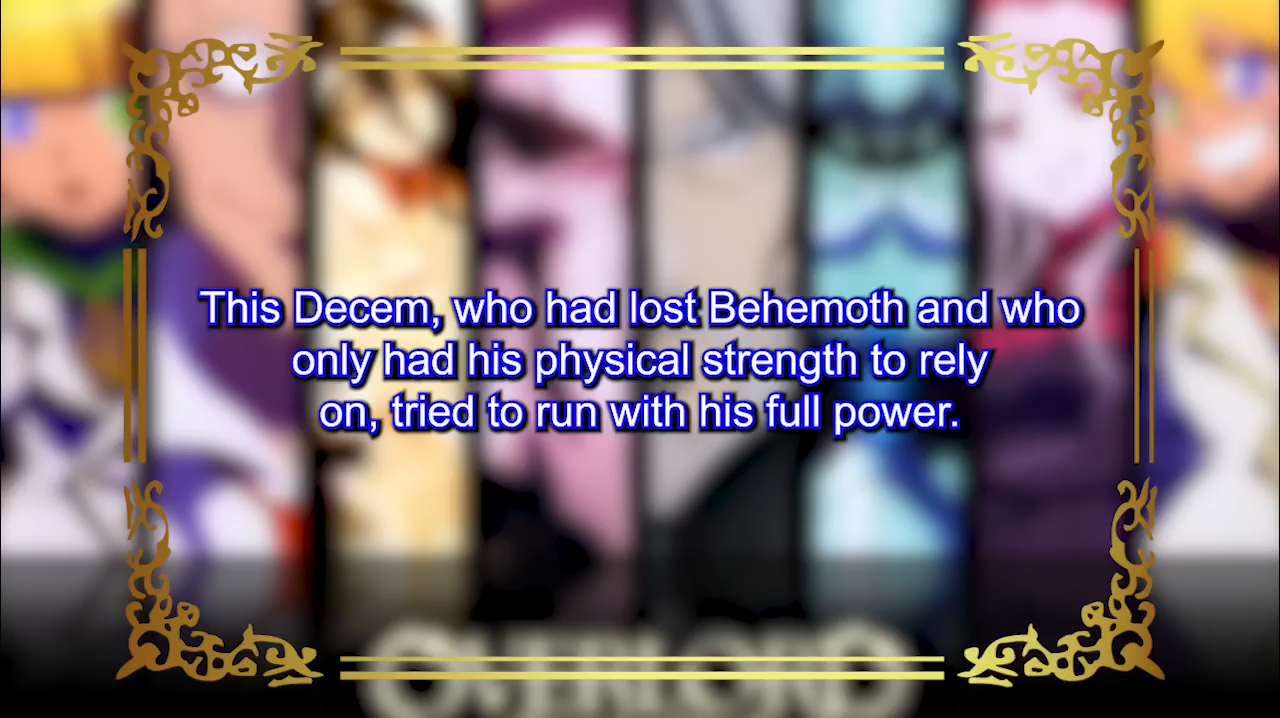 This Decem, who had lost Behemoth and who
only had his physical strength to rely
on, tried to run with his full power.
OVERLORD